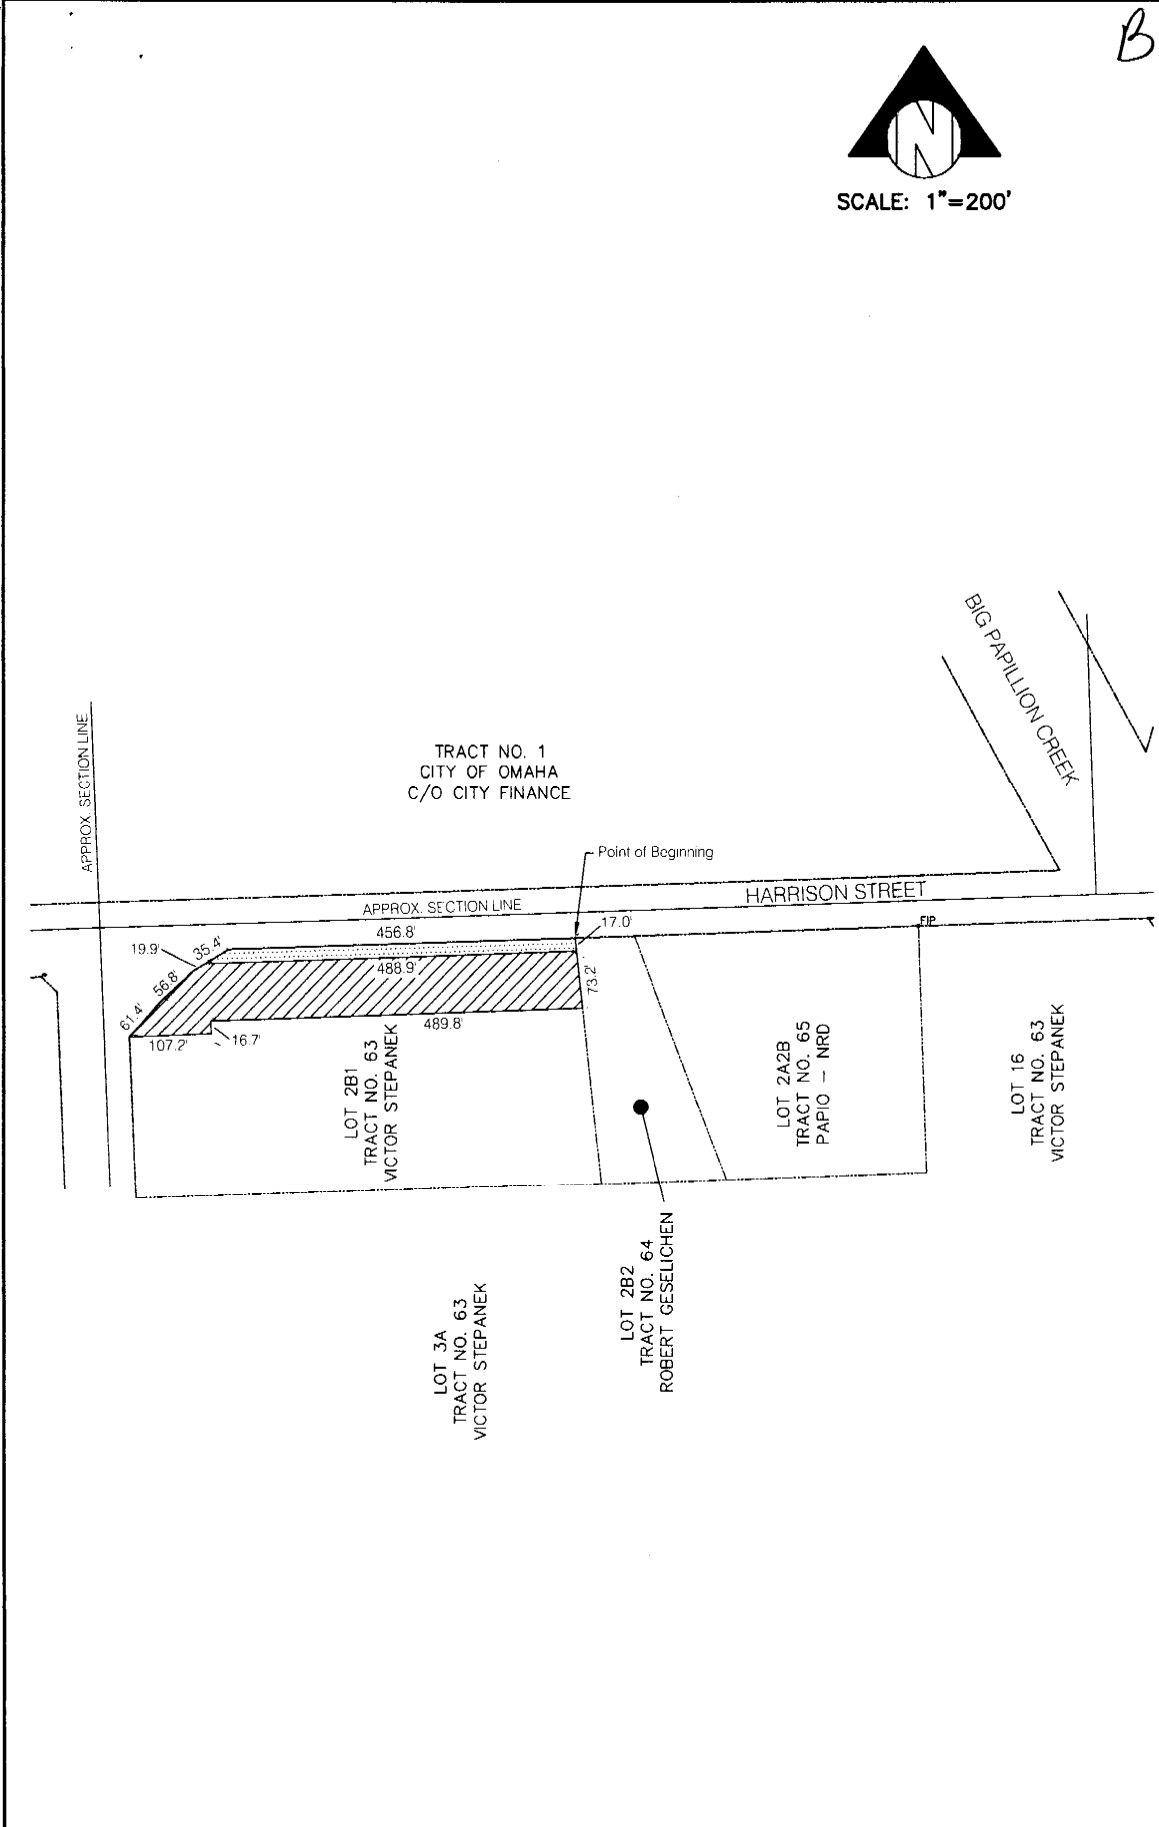 B
N
SCALE: 1"=200'
BIG PAPILLION CREEK
APPROX. SECTION LINE
TRACT NO. 1
CITY OF OMAHA
C/O CITY FINANCE
Point of Beginning
HARRISON STREET
APPROX. SECTION LINE
456.8'
17.0'
FIP
19.9'
35.4'
488.9'
56.8'
73.2'
61.4'
489.8'
107.2'
16.7'
LOT 2B1
TRACT NO. 63
VICTOR STEPANEK
LOT 2A2B
TRACT NO. 65
PAPIO - NRD
LOT 16
TRACT NO. 63
VICTOR STEPANEK
LOT 2B2
TRACT NO. 64
ROBERT GESELICHEN
LOT 3A
TRACT NO. 63
VICTOR STEPANEK